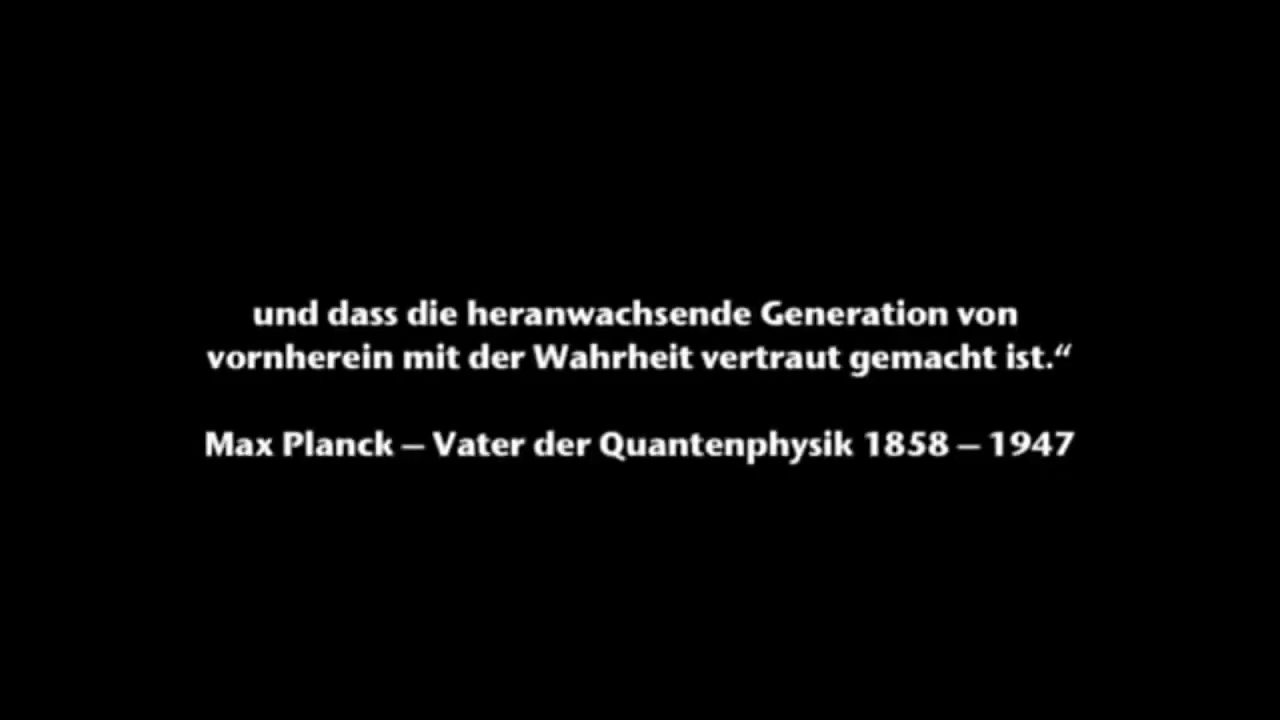 und dass die heranwachsende Generation von
vornherein mit der Wahrheit vertraut gemacht ist.“
Max Planck – Vater der Quantenphysik 1858 – 1947